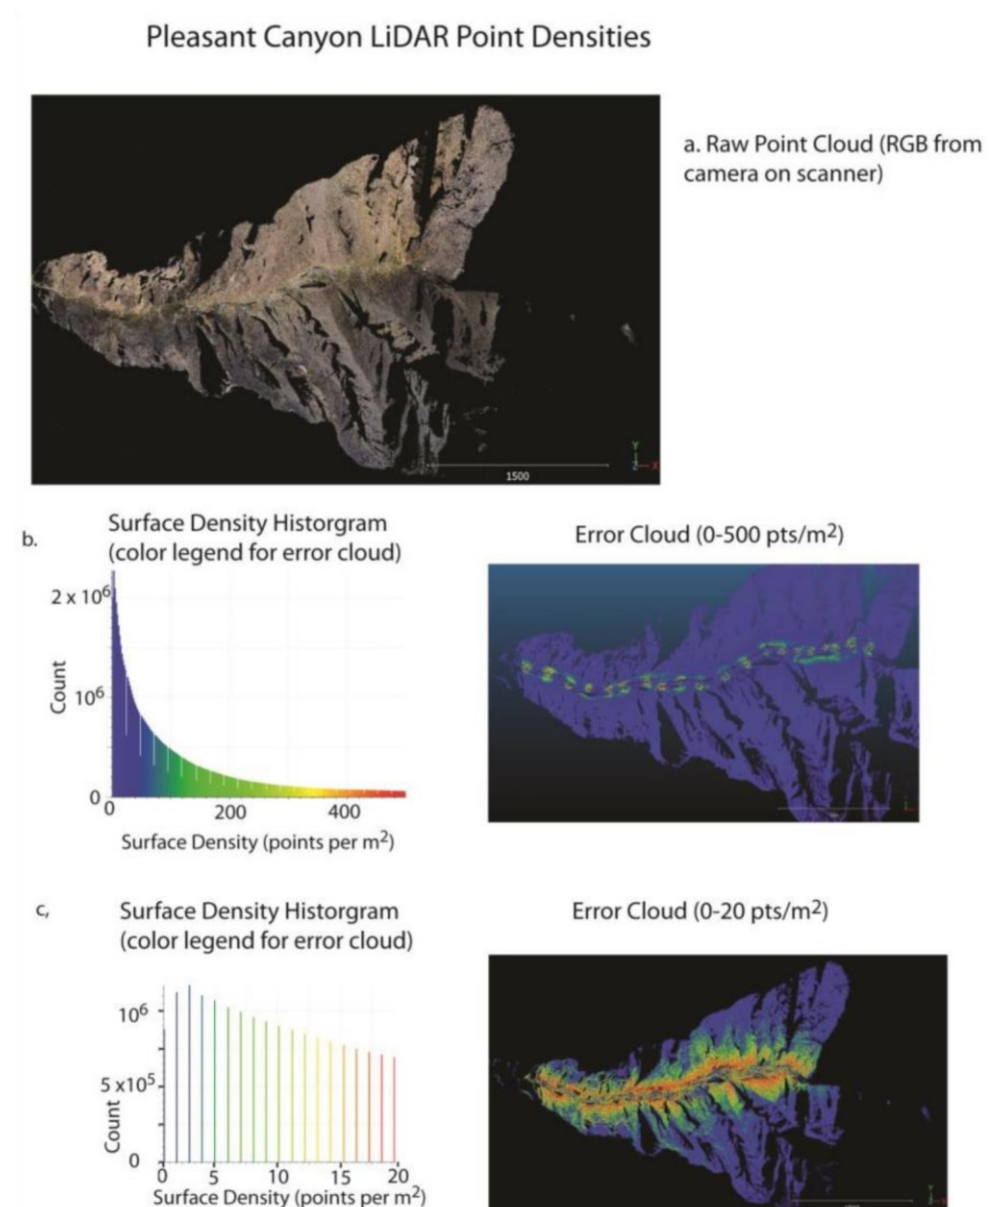 Pleasant Canyon LiDAR Point Densities
a. Raw Point Cloud (RGB from
camera on scanner)
1500
Y
Z
X
b.
Surface Density Historgram
(color legend for error cloud)
Error Cloud (0-500 pts/m²)
2 x 10⁶
10⁶
0
Count
0
200
400
Surface Density (points per m²)
c,
Surface Density Historgram
(color legend for error cloud)
Error Cloud (0-20 pts/m²)
10⁶
5 x10⁵
0
Count
0
5
10
15
20
Surface Density (points per m²)